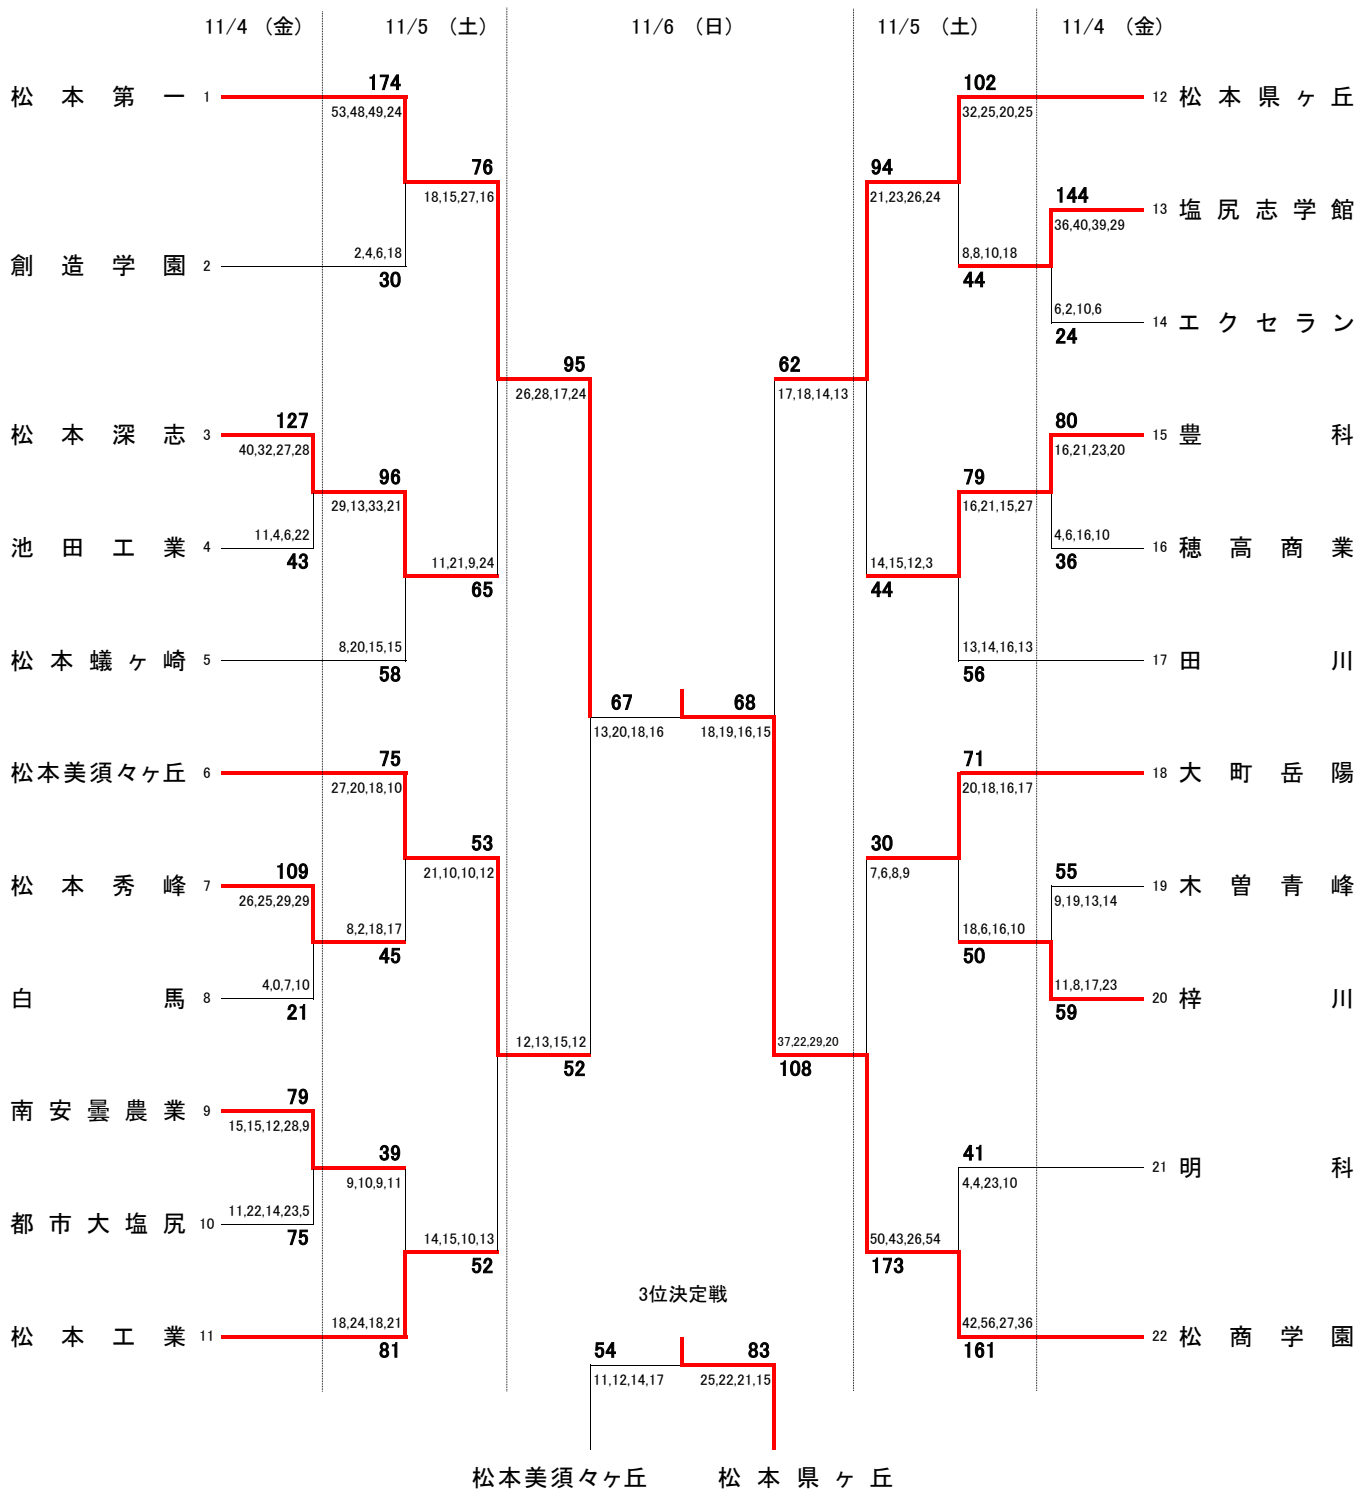 11/4 （金） 11/5 （土） 11/6 （日） 11/5 （土） 11/4 （金）
174 102
松本第一 1 12 松本県ヶ丘
53,48,49,24 32,25,20,25
76 94
18,15,27,16 21,23,26,24
144
13 塩尻志学館
36,40,39,29
2,4,6,18 8,8,10,18
創造学園 2
30 44
6,2,10,6
14 エクセラン
24
95 62
26,28,17,24 17,18,14,13
127 80
松本深志 3 15 豊科
40,32,27,28 16,21,23,20
96 79
29,13,33,21 16,21,15,27
11,4,6,22 4,6,16,10
池田工業 4 16 穂高商業
43 36
11,21,9,24 14,15,12,3
65 44
8,20,15,15 13,14,16,13
松本蟻ヶ崎 5 17 田川
58 56
67 68
13,20,18,16 18,19,16,15
75 71
松本美須々ヶ丘 6 18 大町岳陽
27,20,18,10 20,18,16,17
53 30
21,10,10,12 7,6,8,9
109 55
松本秀峰 7 19 木曽青峰
26,25,29,29 9,19,13,14
8,2,18,17 18,6,16,10
45 50
4,0,7,10 11,8,17,23
白馬 8 20 梓川
21 59
12,13,15,12 37,22,29,20
52 108
79
南安曇農業 9
15,15,12,28,9
39 41
21 明科
9,10,9,11 4,4,23,10
11,22,14,23,5
都市大塩尻 10
75
14,15,10,13 50,43,26,54
52 173
3位決定戦
18,24,18,21 42,56,27,36
松本工業 11 22 松商学園
81 161
54 83
11,12,14,17 25,22,21,15
松本美須々ヶ丘 松本県ヶ丘